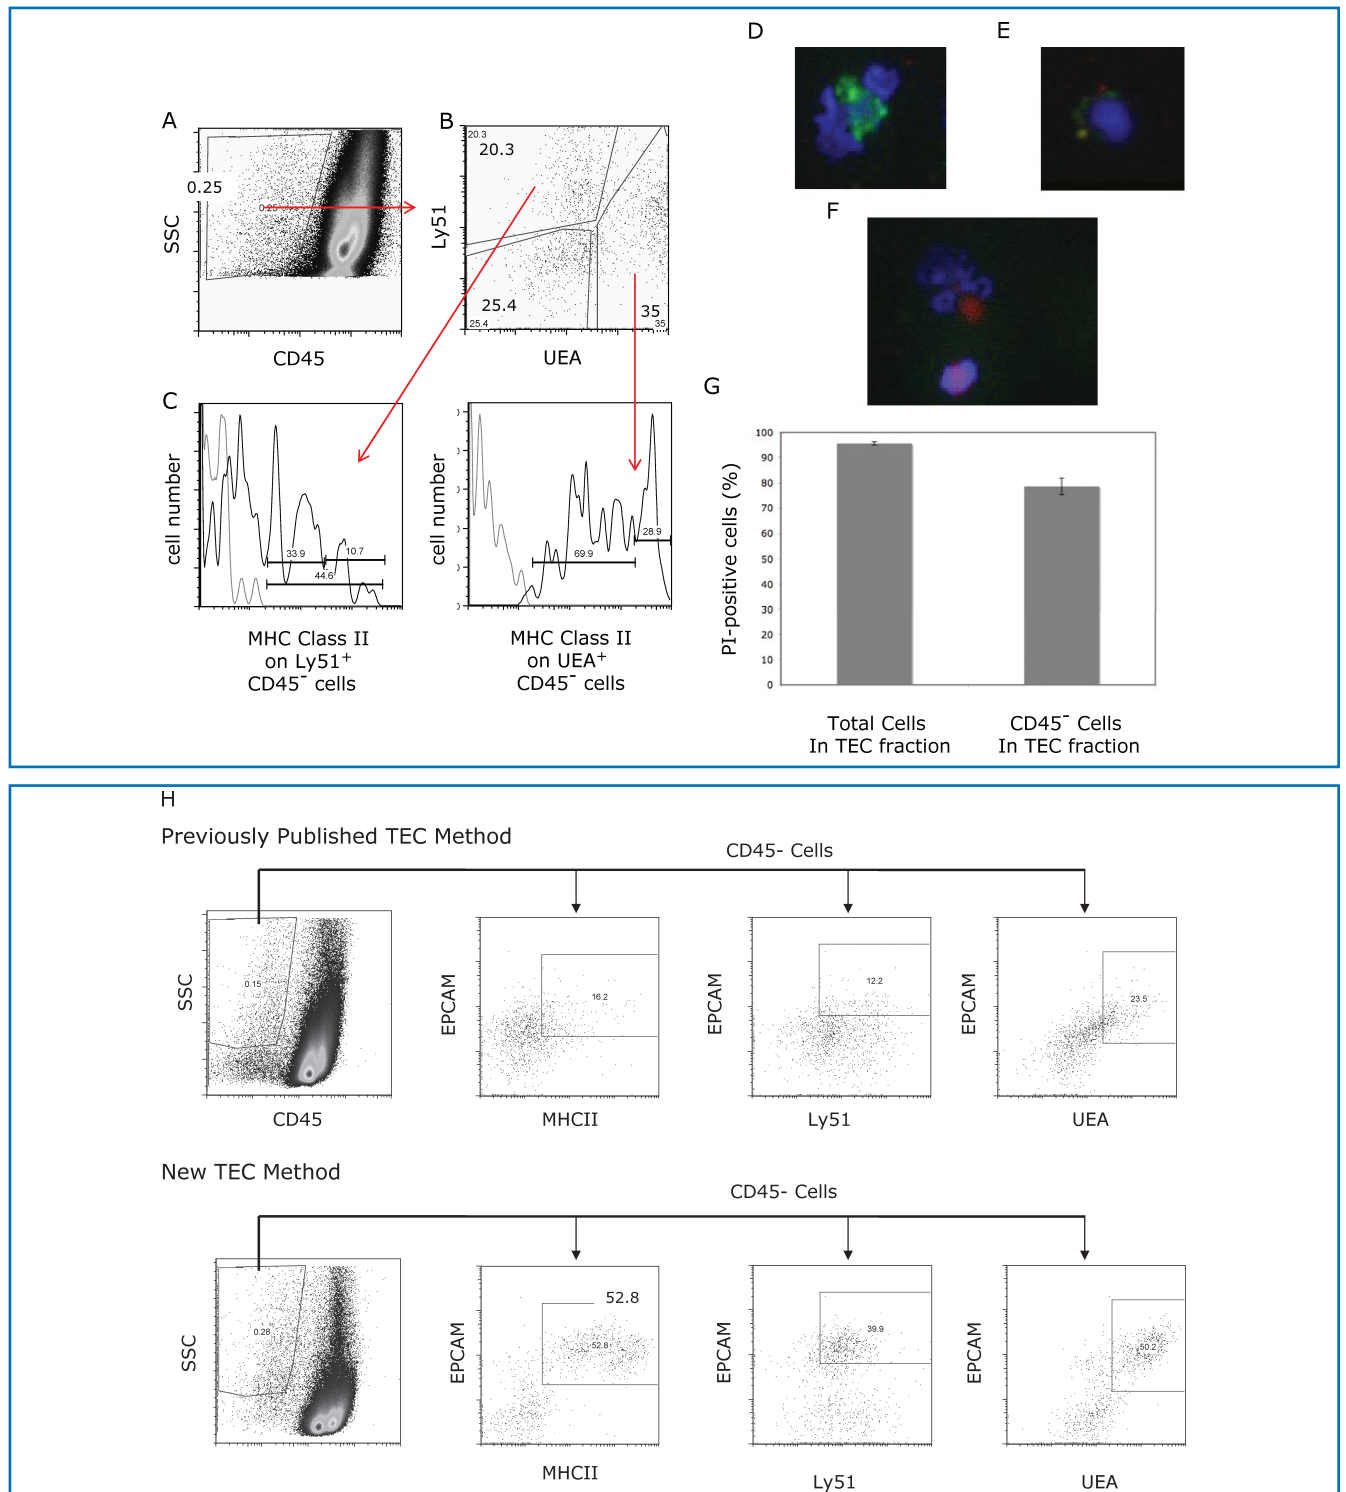 D
E
A
B
20.3
20.3
0.25
0.25
SSC
Ly51
F
25.4
25.4
35
35
CD45
UEA
C
G
cell number
33.9
10.7
44.6
cell number
69.9
28.9
MHC Class II
on Ly51+
CD45- cells
MHC Class II
on UEA+
CD45- cells
PI-positive cells (%)
100
90
80
70
60
50
40
30
20
10
0
Total Cells
In TEC fraction
CD45- Cells
In TEC fraction
H
Previously Published TEC Method
CD45- Cells
SSC
0.15
CD45
EPCAM
16.2
MHCII
EPCAM
12.2
Ly51
EPCAM
23.5
UEA
New TEC Method
CD45- Cells
SSC
0.28
EPCAM
52.8
52.8
MHCII
EPCAM
39.9
Ly51
EPCAM
50.2
UEA